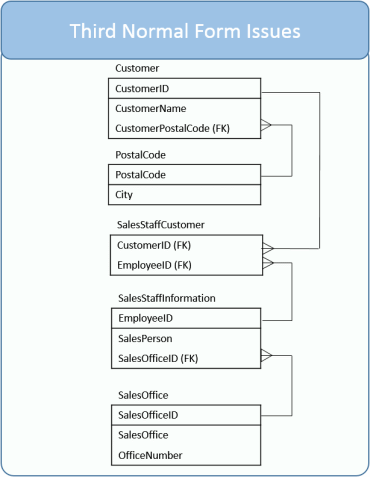 Third Normal Form Issues
Customer
CustomerID
CustomerName
CustomerPostalCode (FK)
PostalCode
PostalCode
City
SalesStaffCustomer
CustomerID (FK)
EmployeeID (FK)
SalesStaffInformation
EmployeeID
SalesPerson
SalesOfficeID (FK)
SalesOffice
SalesOfficeID
SalesOffice
OfficeNumber